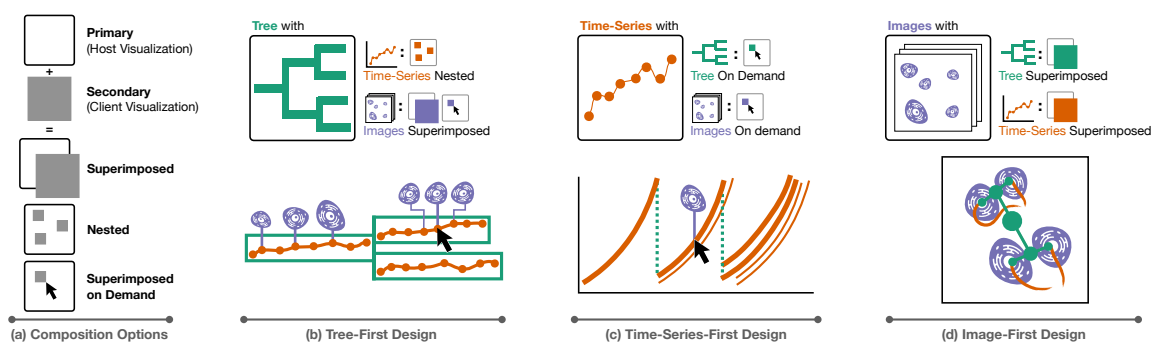 Primary
(Host Visualization)
+
Secondary
(Client Visualization)
=
Superimposed
Nested
Superimposed
on Demand
(a) Composition Options
Tree with
:
Time-Series Nested
:
Images Superimposed
(b) Tree-First Design
Time-Series with
:
Tree On Demand
:
Images On demand
(c) Time-Series-First Design
Images with
:
Tree Superimposed
:
Time-Series Superimposed
(d) Image-First Design